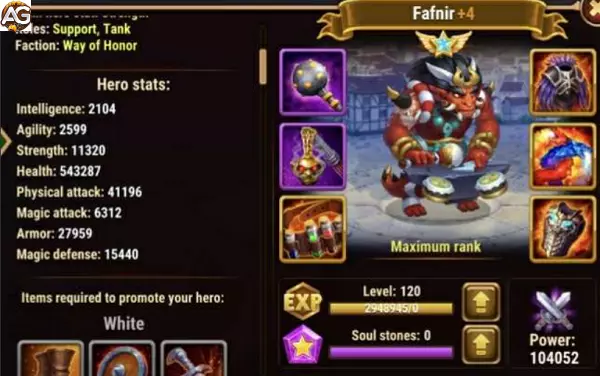 AG
Fafnir +4
Roles: Support, Tank
Faction: Way of Honor
Hero stats:
Intelligence: 2104
Agility: 2599
Strength: 11320
Health: 543287
Physical attack: 41196
Magic attack: 6312
Armor: 27959
Magic defense: 15440
Items required to promote your hero:
White
Maximum rank
EXP
Level: 120
2948945/0
Soul stones: 0
Power:
104052